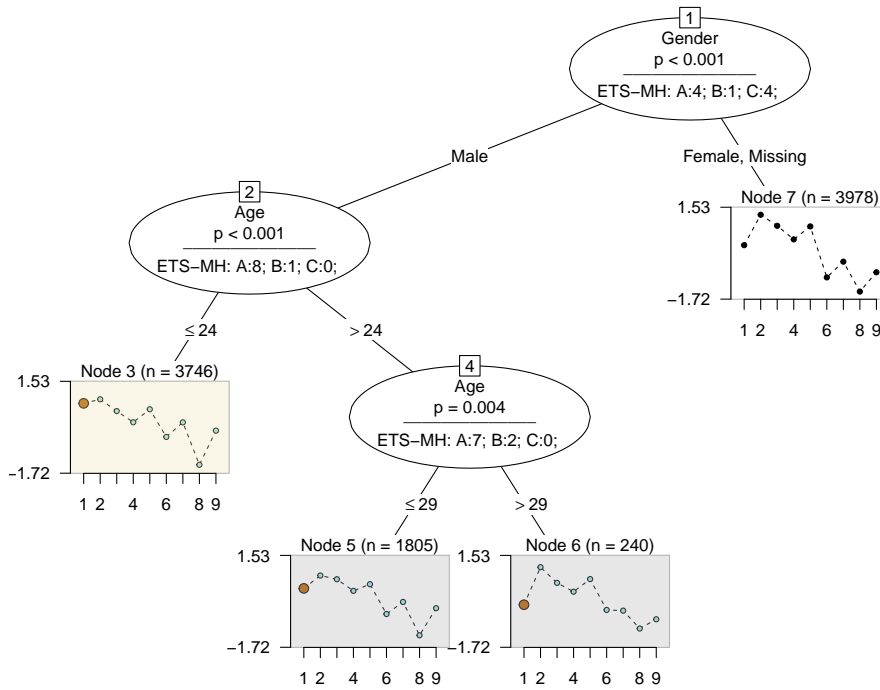 1
Gender
p < 0.001
ETS−MH: A:4; B:1; C:4;
Male
Female, Missing
2
Age
p < 0.001
ETS−MH: A:8; B:1; C:0;
Node 7 (n = 3978)
1.53
−1.72
1 2 4 6 8 9
≤ 24
> 24
Node 3 (n = 3746)
1.53
−1.72
1 2 4 6 8 9
4
Age
p = 0.004
ETS−MH: A:7; B:2; C:0;
≤ 29
> 29
Node 5 (n = 1805)
1.53
−1.72
1 2 4 6 8 9
Node 6 (n = 240)
1.53
−1.72
1 2 4 6 8 9